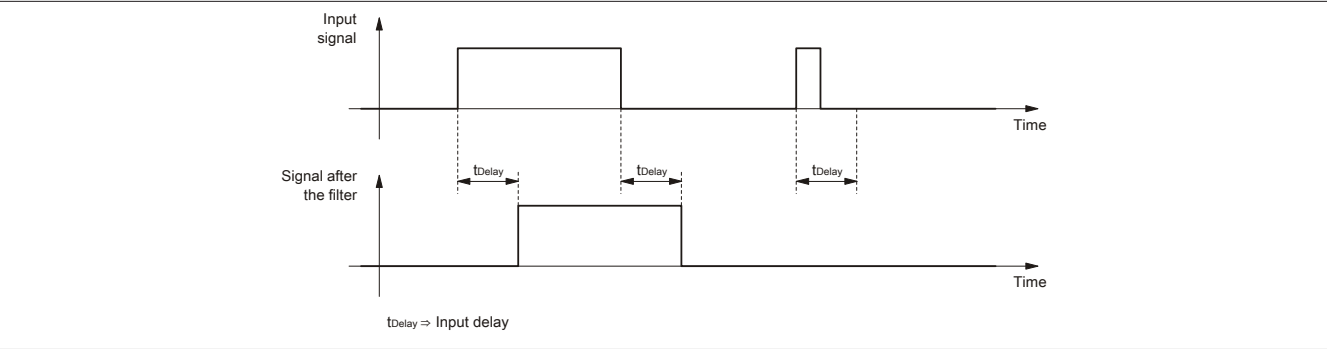 Input
signal
Time
tDelay
tDelay
tDelay
Signal after
the filter
Time
tDelay ⇒ Input delay